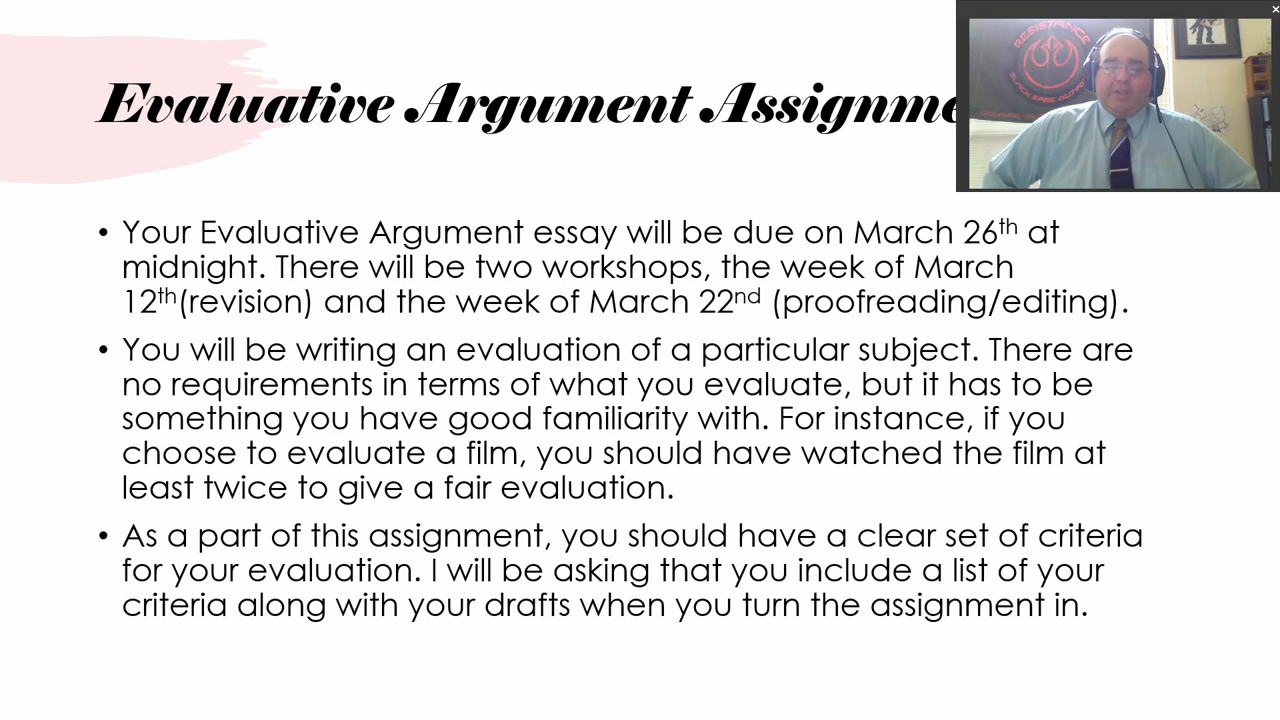 Evaluative Argument Assignme
RESISTANCE
• Your Evaluative Argument essay will be due on March 26th at
midnight. There will be two workshops, the week of March
12th(revision) and the week of March 22nd (proofreading/editing).
• You will be writing an evaluation of a particular subject. There are
no requirements in terms of what you evaluate, but it has to be
something you have good familiarity with. For instance, if you
choose to evaluate a film, you should have watched the film at
least twice to give a fair evaluation.
• As a part of this assignment, you should have a clear set of criteria
for your evaluation. I will be asking that you include a list of your
criteria along with your drafts when you turn the assignment in.